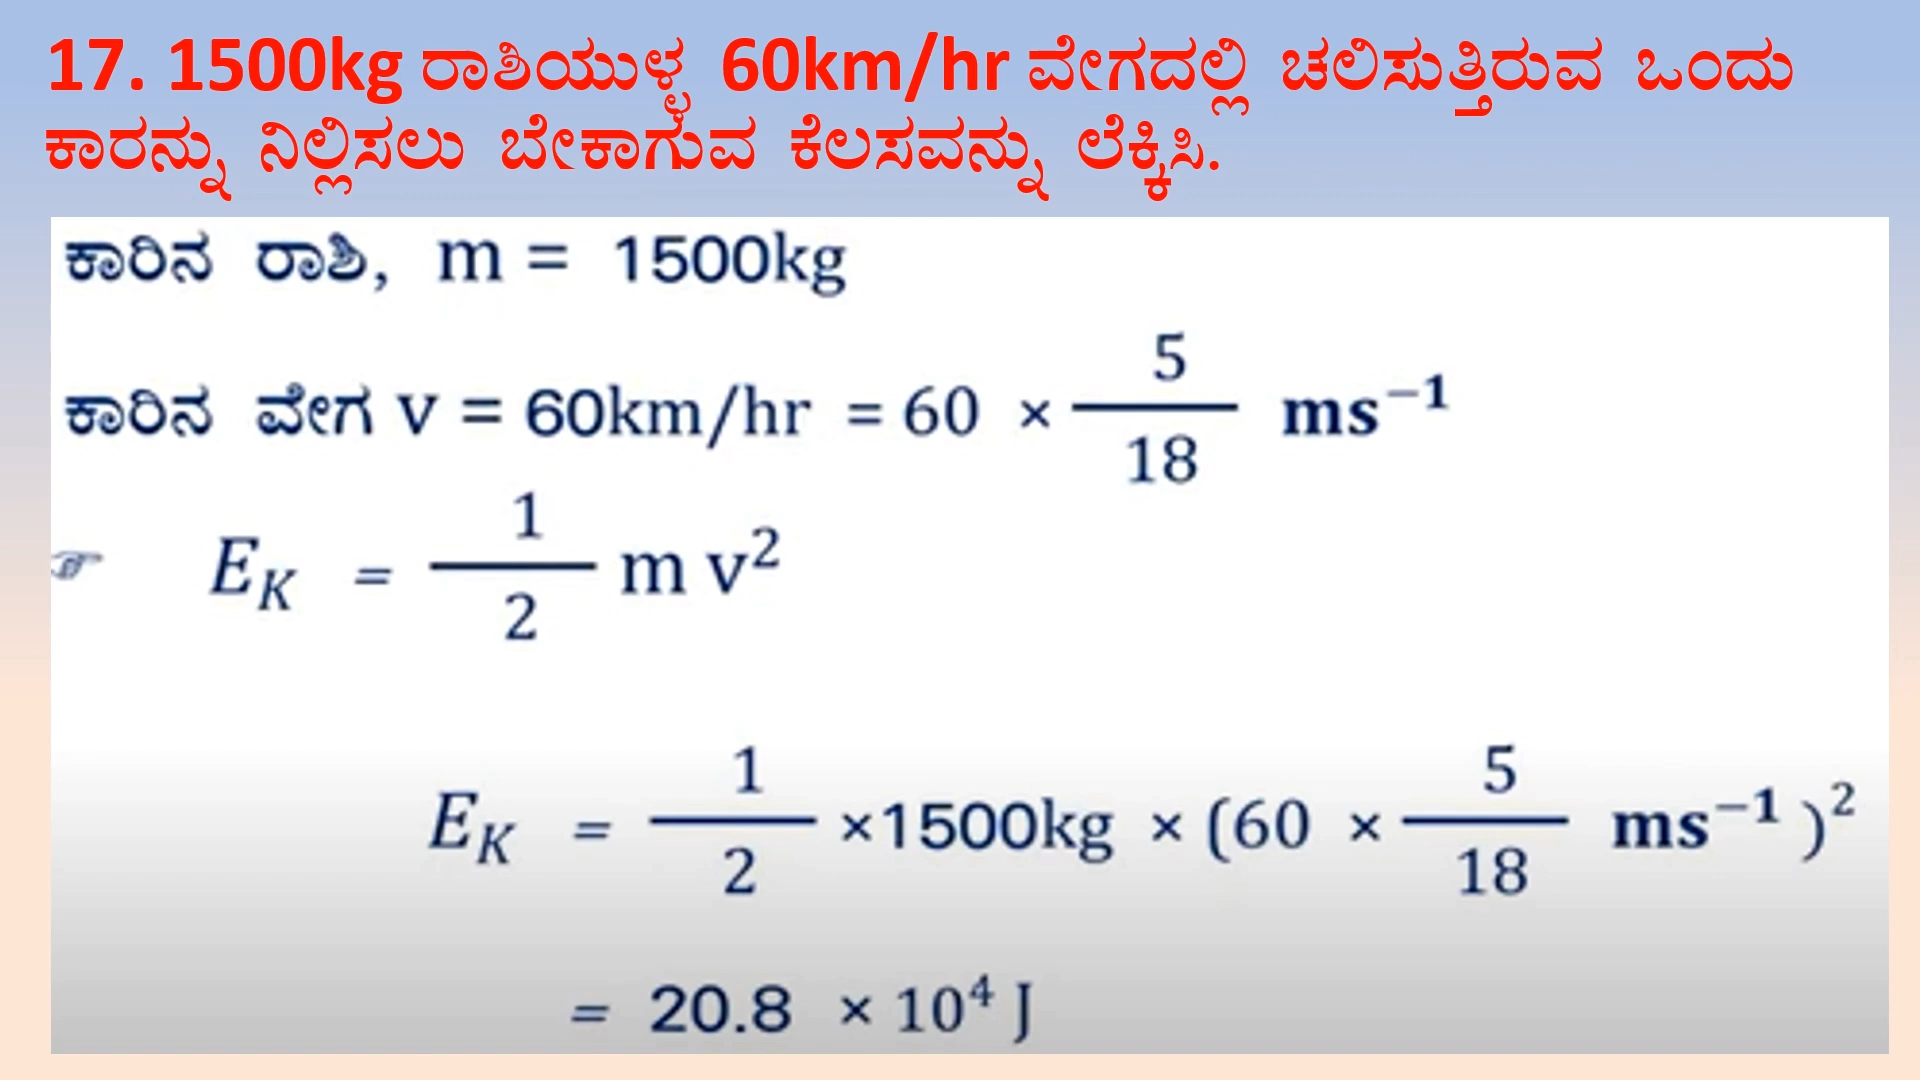 17. 1500kg ರಾಶಿಯುಳ್ಳ 60km/hr ವೇಗದಲ್ಲಿ ಚಲಿಸುತ್ತಿರುವ ಒಂದು
ಕಾರನ್ನು ನಿಲ್ಲಿಸಲು ಬೇಕಾಗುವ ಕೆಲಸವನ್ನು ಲೆಕ್ಕಿಸಿ.
ಕಾರಿನ ರಾಶಿ, m = 1500kg
ಕಾರಿನ ವೇಗ v = 60km/hr = 60 × 5/18 ms⁻¹
☞ E_K = 1/2 m v²
E_K = 1/2 ×1500kg × (60 × 5/18 ms⁻¹ )²
= 20.8 × 10⁴ J